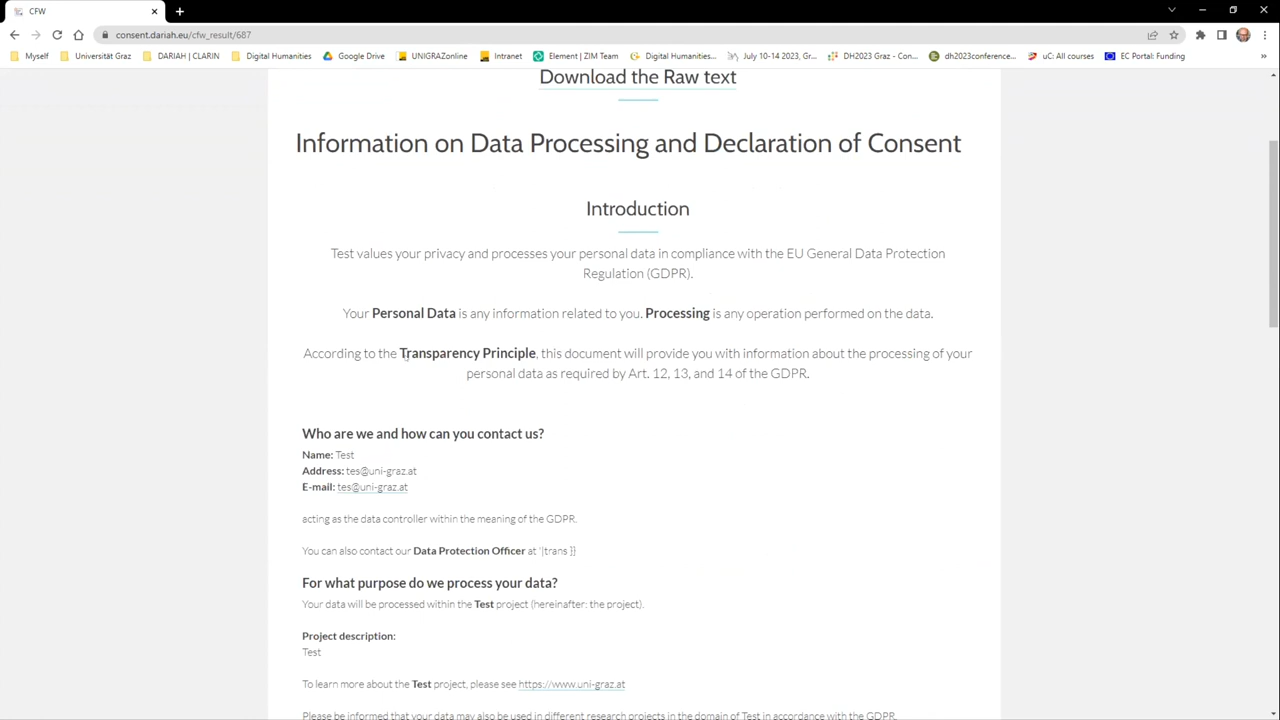 CFW
consent.dariah.eu/cfw_result/687
Myself Universität Graz DARIAH | CLARIN Digital Humanities Google Drive UNIGRAZonline Intranet Element | ZIM Team Digital Humanities... July 10-14 2023, Gr... DH2023 Graz - Con... dh2023conference... uC: All courses EC Portal: Funding »
Download the Raw text
Information on Data Processing and Declaration of Consent
Introduction
Test values your privacy and processes your personal data in compliance with the EU General Data Protection
Regulation (GDPR).
Your Personal Data is any information related to you. Processing is any operation performed on the data.
According to the Transparency Principle, this document will provide you with information about the processing of your
personal data as required by Art. 12, 13, and 14 of the GDPR.
Who are we and how can you contact us?
Name: Test
Address: tes@uni-graz.at
E-mail: tes@uni-graz.at
acting as the data controller within the meaning of the GDPR.
You can also contact our Data Protection Officer at '{trans }}
For what purpose do we process your data?
Your data will be processed within the Test project (hereinafter: the project).
Project description:
Test
To learn more about the Test project, please see https://www.uni-graz.at
Please be informed that your data may also be used in different research projects in the domain of Test in accordance with the GDPR.